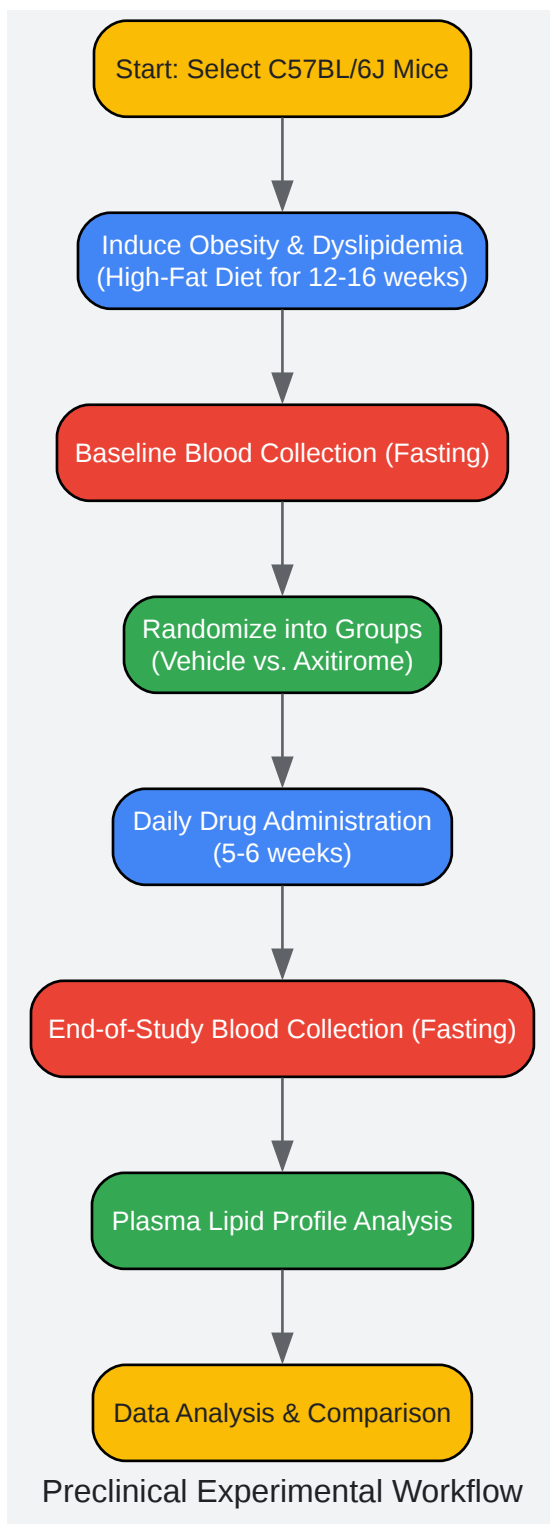 Start: Select C57BL/6J Mice
Induce Obesity & Dyslipidemia
(High-Fat Diet for 12-16 weeks)
Baseline Blood Collection (Fasting)
Randomize into Groups
(Vehicle vs. Axitirome)
Daily Drug Administration
(5-6 weeks)
End-of-Study Blood Collection (Fasting)
Plasma Lipid Profile Analysis
Data Analysis & Comparison
Preclinical Experimental Workflow